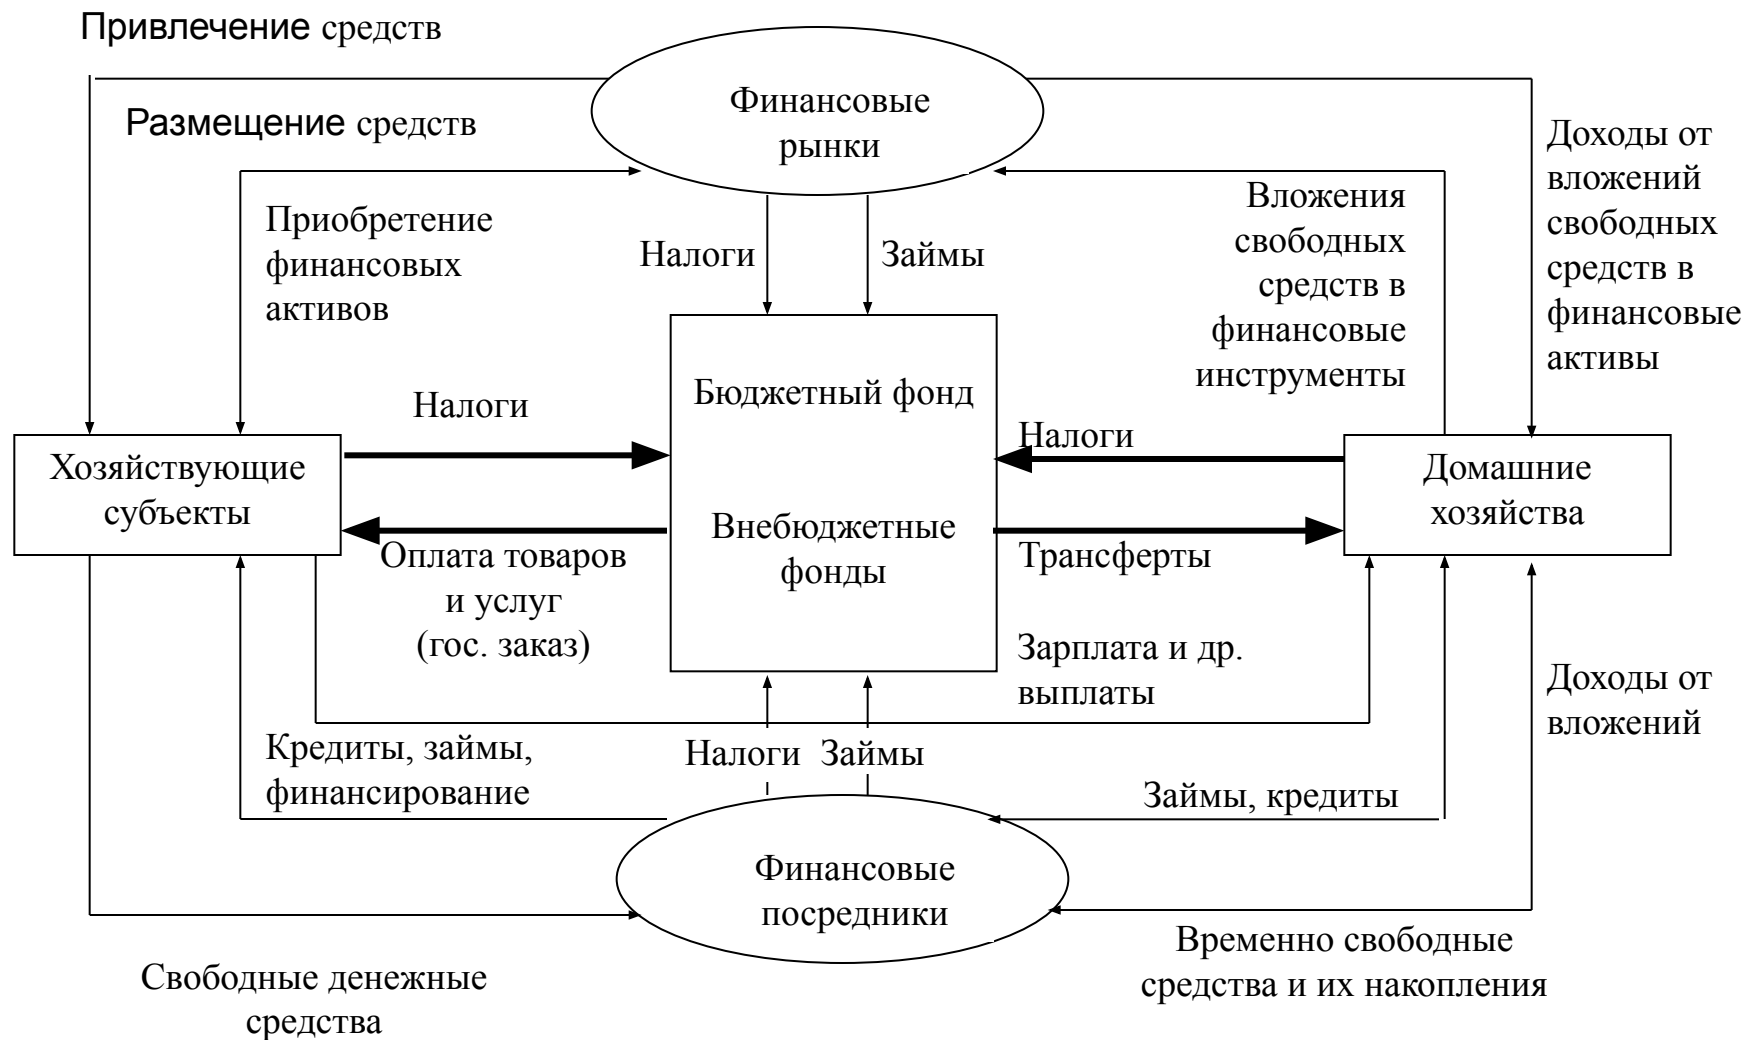 Привлечение средств
Финансовые
рынки
Размещение средств
Доходы от
вложений
свободных
средств в
финансовые
активы
Приобретение
финансовых
активов
Налоги
Займы
Вложения
свободных
средств в
финансовые
инструменты
Налоги
Бюджетный фонд
Налоги
Хозяйствующие
субъекты
Домашние
хозяйства
Внебюджетные
фонды
Оплата товаров
и услуг
(гос. заказ)
Трансферты
Зарплата и др.
выплаты
Доходы от
вложений
Кредиты, займы,
финансирование
Налоги
Займы
Займы, кредиты
Финансовые
посредники
Временно свободные
средства и их накопления
Свободные денежные
средства